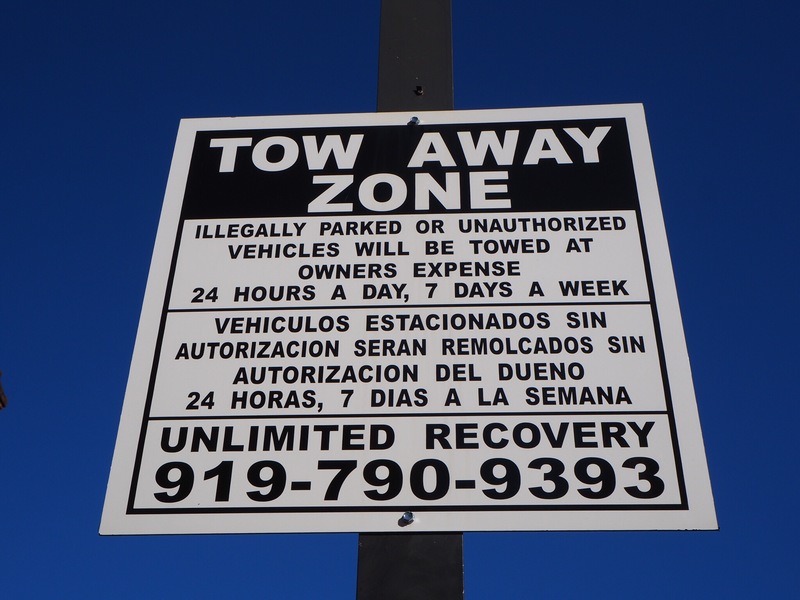 TOW AWAY
ZONE
ILLEGALLY PARKED OR UNAUTHORIZED
VEHICLES WILL BE TOWED AT
OWNERS EXPENSE
24 HOURS A DAY, 7 DAYS A WEEK
VEHICULOS ESTACIONADOS SIN
AUTORIZACION SERAN REMOLCADOS SIN
AUTORIZACION DEL DUENO
24 HORAS, 7 DIAS A LA SEMANA
UNLIMITED RECOVERY
919-790-9393